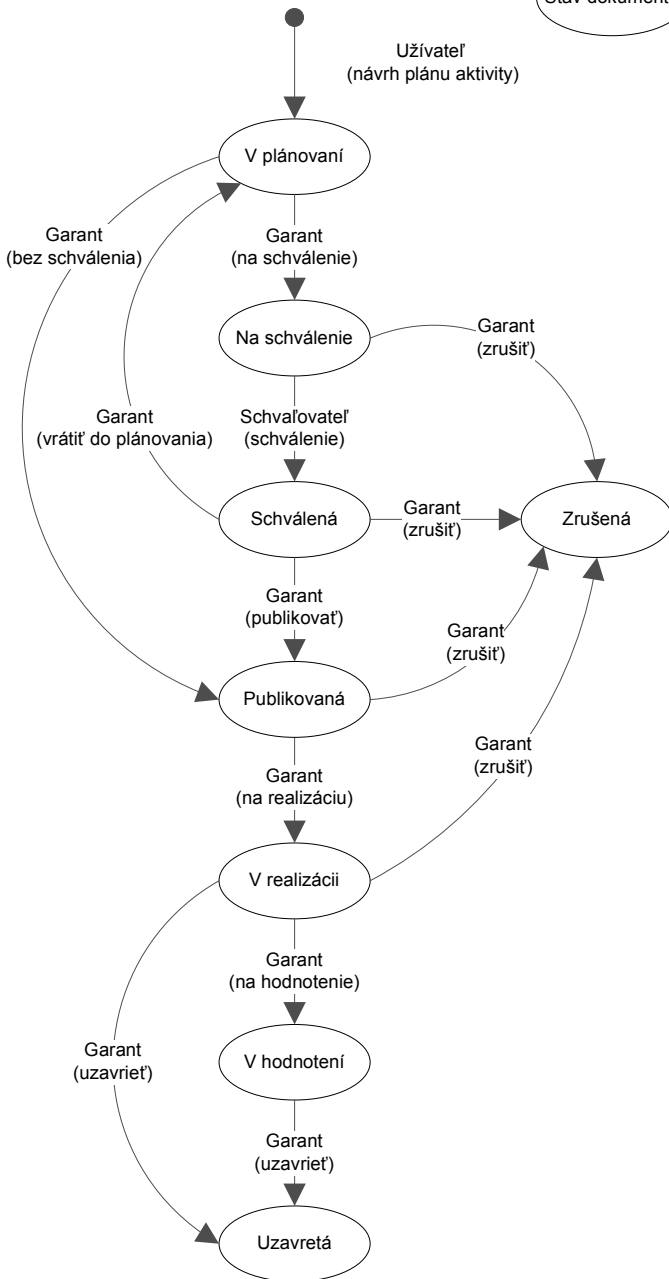 Stav dokument
Užívateľ
(návrh plánu aktivity)
V plánovaní
Garant
(bez schválenia)
Garant
(na schválenie)
Na schválenie
Garant
(zrušiť)
Garant
(vrátiť do plánovania)
Schvaľovateľ
(schválenie)
Schválená
Garant
(zrušiť)
Zrušená
Garant
(publikovať)
Garant
(zrušiť)
Publikovaná
Garant
(na realizáciu)
Garant
(zrušiť)
V realizácii
Garant
(na hodnotenie)
Garant
(uzavrieť)
V hodnotení
Garant
(uzavrieť)
Uzavretá